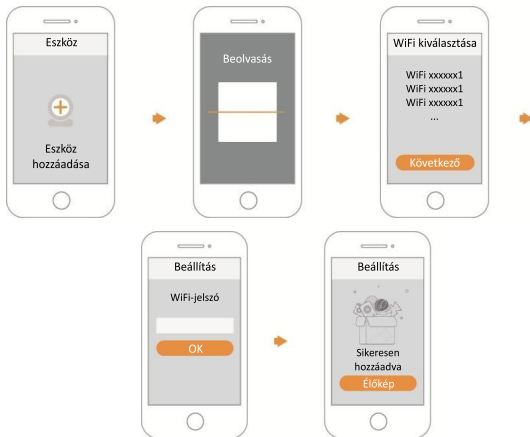 Eszköz
Eszköz
hozzáadása
Beolvasás
WiFi kiválasztása
WiFi xxxxxx1
WiFi xxxxxx1
WiFi xxxxxx1
...
Következő
Beállítás
WiFi-jelszó
OK
Beállítás
Sikeresen
hozzáadva
Élőkép